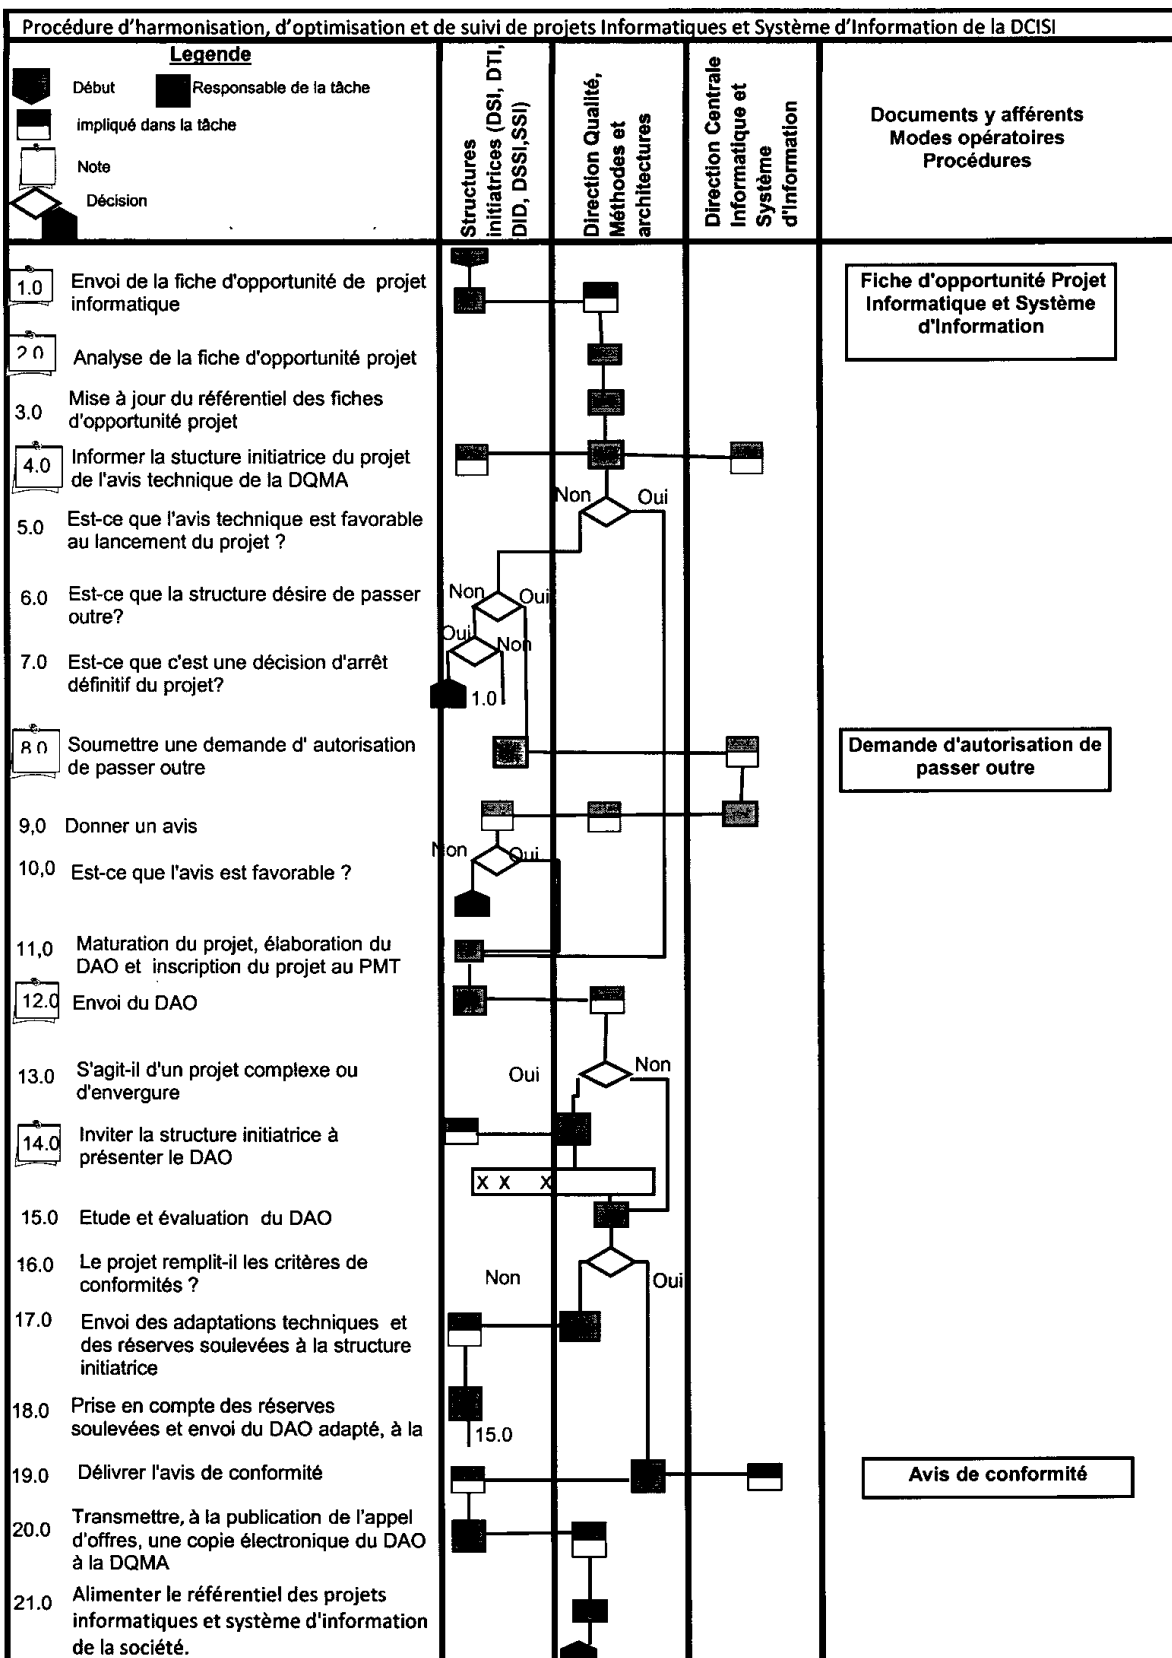 Procédure d'harmonisation, d'optimisation et de suivi de projets Informatiques et Système d'Information de la DCISI
Legende
Début
Responsable de la tâche
impliqué dans la tâche
Note
Décision
Structures
initiatrices (DSI, DTI,
DID, DSSI,SSI)
Direction Qualité,
Méthodes et
architectures
Direction Centrale
Informatique et
Système
d'Information
Documents y afférents
Modes opératoires
Procédures
1.0 Envoi de la fiche d'opportunité de projet
informatique
Fiche d'opportunité Projet
Informatique et Système
d'Information
2.0 Analyse de la fiche d'opportunité projet
3.0 Mise à jour du référentiel des fiches
d'opportunité projet
4.0 Informer la stucture initiatrice du projet
de l'avis technique de la DQMA
Non Oui
5.0 Est-ce que l'avis technique est favorable
au lancement du projet ?
6.0 Est-ce que la structure désire de passer
outre?
Non Oui
7.0 Est-ce que c'est une décision d'arrêt
définitif du projet?
Oui Non
1.0
8.0 Soumettre une demande d' autorisation
de passer outre
Demande d'autorisation de
passer outre
9,0 Donner un avis
10,0 Est-ce que l'avis est favorable ?
Non Oui
11,0 Maturation du projet, élaboration du
DAO et inscription du projet au PMT
12.0 Envoi du DAO
13.0 S'agit-il d'un projet complexe ou
d'envergure
Oui Non
14.0 Inviter la structure initiatrice à
présenter le DAO
X X X
15.0 Etude et évaluation du DAO
16.0 Le projet remplit-il les critères de
conformités ?
Non Oui
17.0 Envoi des adaptations techniques et
des réserves soulevées à la structure
initiatrice
18.0 Prise en compte des réserves
soulevées et envoi du DAO adapté, à la
15.0
19.0 Délivrer l'avis de conformité
Avis de conformité
20.0 Transmettre, à la publication de l'appel
d'offres, une copie électronique du DAO
à la DQMA
21.0 Alimenter le référentiel des projets
informatiques et système d'information
de la société.